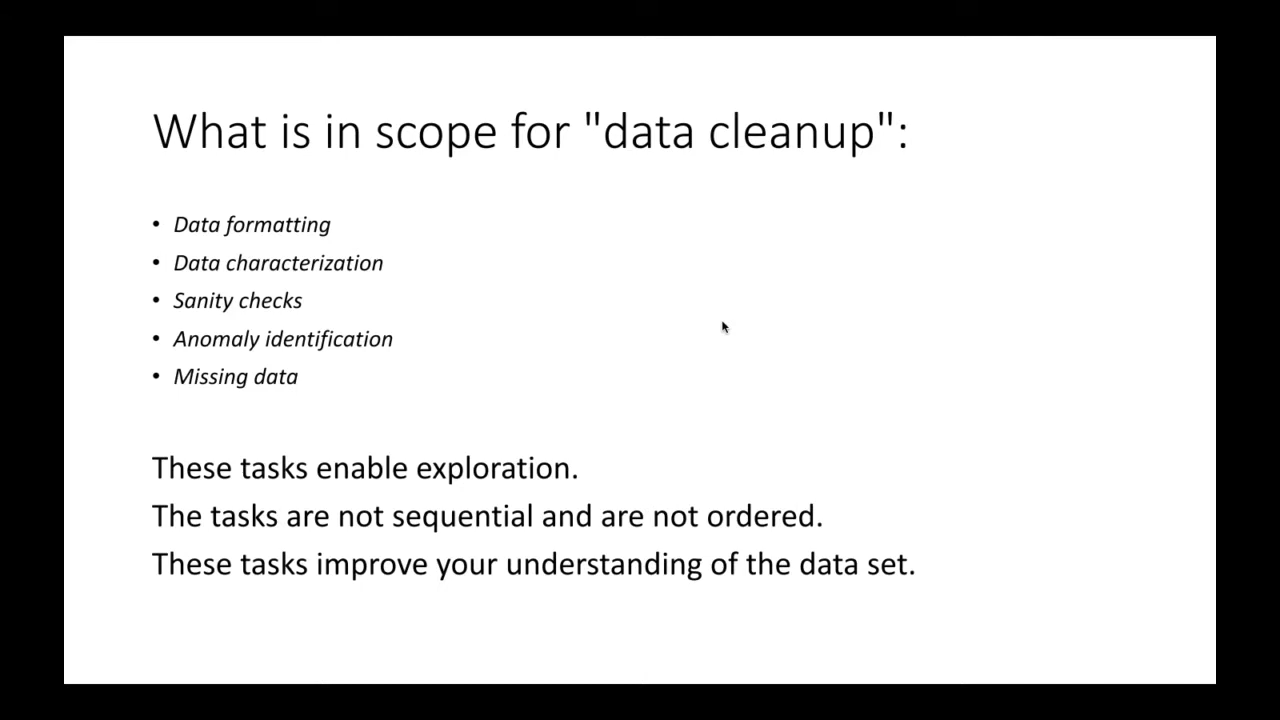 What is in scope for "data cleanup":
• Data formatting
• Data characterization
• Sanity checks
• Anomaly identification
• Missing data
These tasks enable exploration.
The tasks are not sequential and are not ordered.
These tasks improve your understanding of the data set.